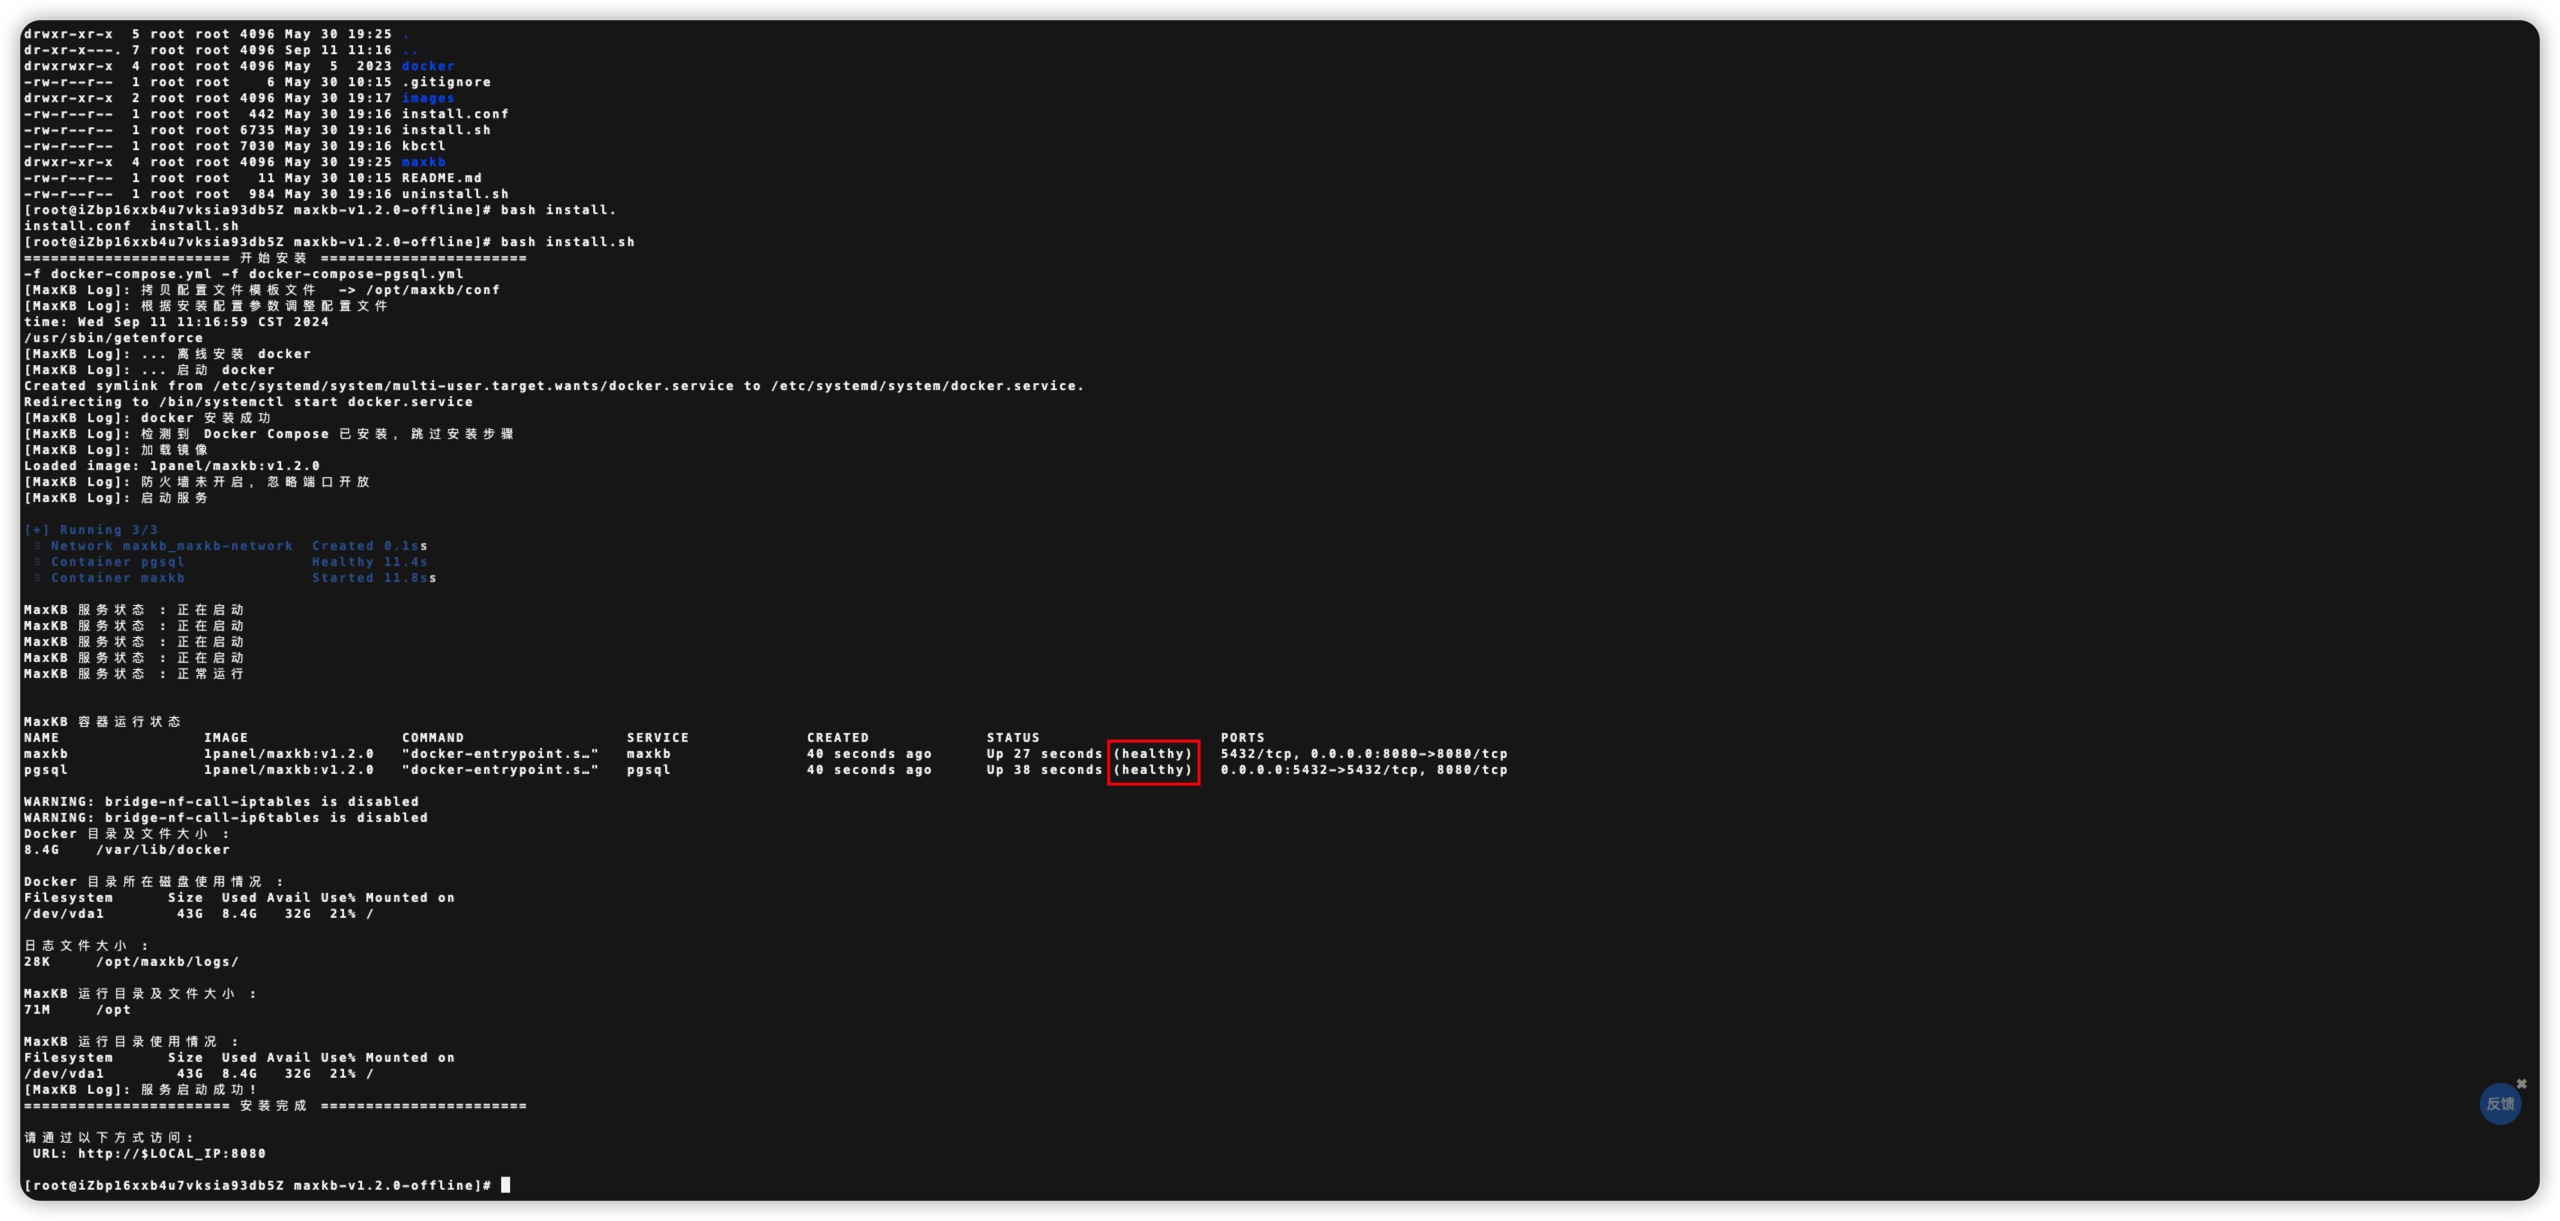 drwxr-xr-x  5 root root 4096 May 30 19:25 .
dr-xr-x---. 7 root root 4096 Sep 11 11:16 ..
drwxrwxr-x  4 root root 4096 May  5  2023 docker
-rw-r--r--  1 root root    6 May 30 10:15 .gitignore
drwxr-xr-x  2 root root 4096 May 30 19:17 images
-rw-r--r--  1 root root  442 May 30 19:16 install.conf
-rw-r--r--  1 root root 6735 May 30 19:16 install.sh
-rw-r--r--  1 root root 7030 May 30 19:16 kbctl
drwxr-xr-x  4 root root 4096 May 30 19:25 maxkb
-rw-r--r--  1 root root   11 May 30 10:15 README.md
-rw-r--r--  1 root root  984 May 30 19:16 uninstall.sh
[root@iZbp16xxb4u7vksia93db5Z maxkb-v1.2.0-offline]# bash install.
install.conf  install.sh
[root@iZbp16xxb4u7vksia93db5Z maxkb-v1.2.0-offline]# bash install.sh
======================= 开始安装 =======================
-f docker-compose.yml -f docker-compose-pgsql.yml
[MaxKB Log]: 拷贝配置文件模板文件  -> /opt/maxkb/conf
[MaxKB Log]: 根据安装配置参数调整配置文件
time: Wed Sep 11 11:16:59 CST 2024
/usr/sbin/getenforce
[MaxKB Log]: ... 离线安装 docker
[MaxKB Log]: ... 启动 docker
Created symlink from /etc/systemd/system/multi-user.target.wants/docker.service to /etc/systemd/system/docker.service.
Redirecting to /bin/systemctl start docker.service
[MaxKB Log]: docker 安装成功
[MaxKB Log]: 检测到 Docker Compose 已安装，跳过安装步骤
[MaxKB Log]: 加载镜像
Loaded image: 1panel/maxkb:v1.2.0
[MaxKB Log]: 防火墙未开启，忽略端口开放
[MaxKB Log]: 启动服务
[+] Running 3/3
⠿ Network maxkb_maxkb-network  Created 0.1ss
⠿ Container pgsql              Healthy 11.4s
⠿ Container maxkb              Started 11.8ss
MaxKB 服务状态 : 正在启动
MaxKB 服务状态 : 正在启动
MaxKB 服务状态 : 正在启动
MaxKB 服务状态 : 正在启动
MaxKB 服务状态 : 正常运行
MaxKB 容器运行状态
NAME                IMAGE                 COMMAND                  SERVICE             CREATED             STATUS                    PORTS
maxkb               1panel/maxkb:v1.2.0   "docker-entrypoint.s…"   maxkb               40 seconds ago      Up 27 seconds (healthy)   5432/tcp, 0.0.0.0:8080->8080/tcp
pgsql               1panel/maxkb:v1.2.0   "docker-entrypoint.s…"   pgsql               40 seconds ago      Up 38 seconds (healthy)   0.0.0.0:5432->5432/tcp, 8080/tcp
WARNING: bridge-nf-call-iptables is disabled
WARNING: bridge-nf-call-ip6tables is disabled
Docker 目录及文件大小 :
8.4G    /var/lib/docker
Docker 目录所在磁盘使用情况 :
Filesystem      Size  Used Avail Use% Mounted on
/dev/vda1        43G  8.4G   32G  21% /
日志文件大小 :
28K     /opt/maxkb/logs/
MaxKB 运行目录及文件大小 :
71M     /opt
MaxKB 运行目录使用情况 :
Filesystem      Size  Used Avail Use% Mounted on
/dev/vda1        43G  8.4G   32G  21% /
[MaxKB Log]: 服务启动成功!
======================= 安装完成 =======================
反馈
请通过以下方式访问:
URL: http://$LOCAL_IP:8080
[root@iZbp16xxb4u7vksia93db5Z maxkb-v1.2.0-offline]#